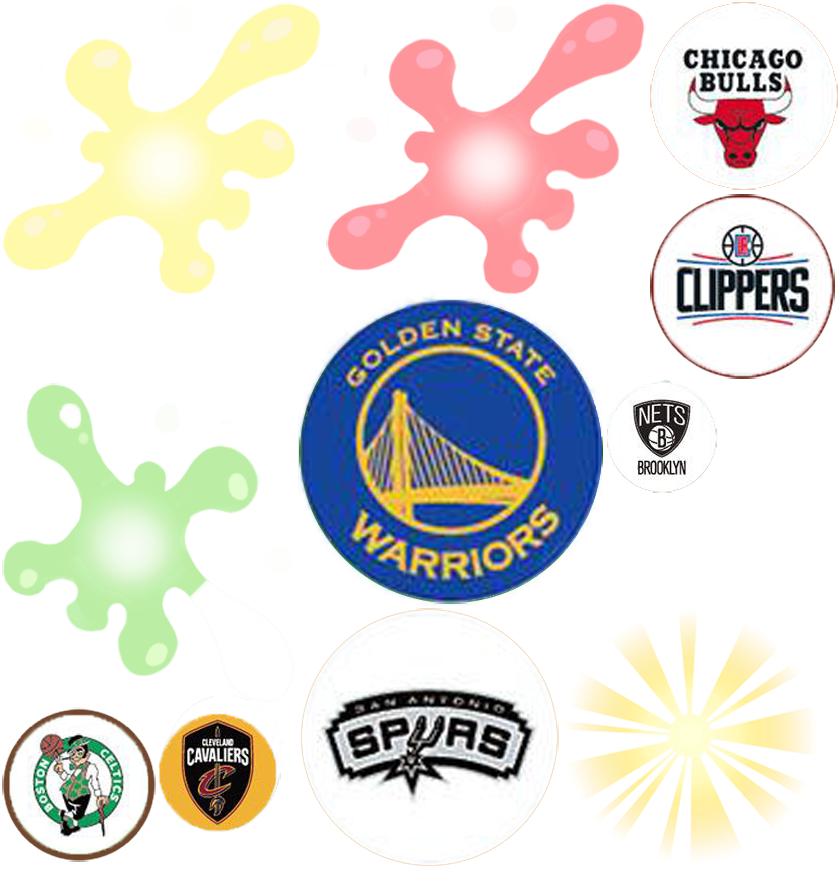 CHICAGO
BULLS
CLIPPERS
GOLDEN STATE
WARRIORS
NETS
B
BROOKLYN
SAN ANTONIO
SPURS
BOSTON
CELTICS
CLEVELAND
CAVALIERS
C